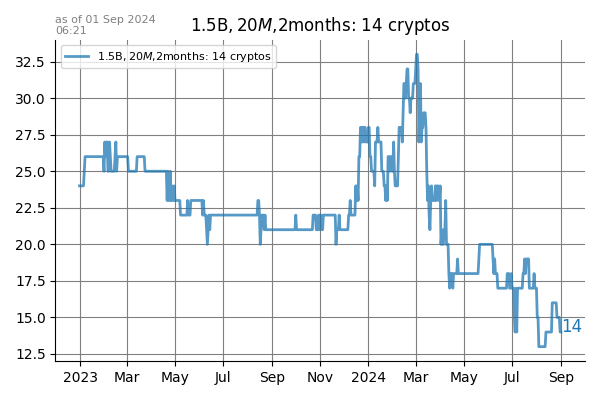 as of 01 Sep 2024
06:21
1.5B, 20M,2months: 14 cryptos
1.5B, 20M,2months: 14 cryptos
32.5
30.0
27.5
25.0
22.5
20.0
17.5
15.0
12.5
14
2023 Mar May Jul Sep Nov 2024 Mar May Jul Sep